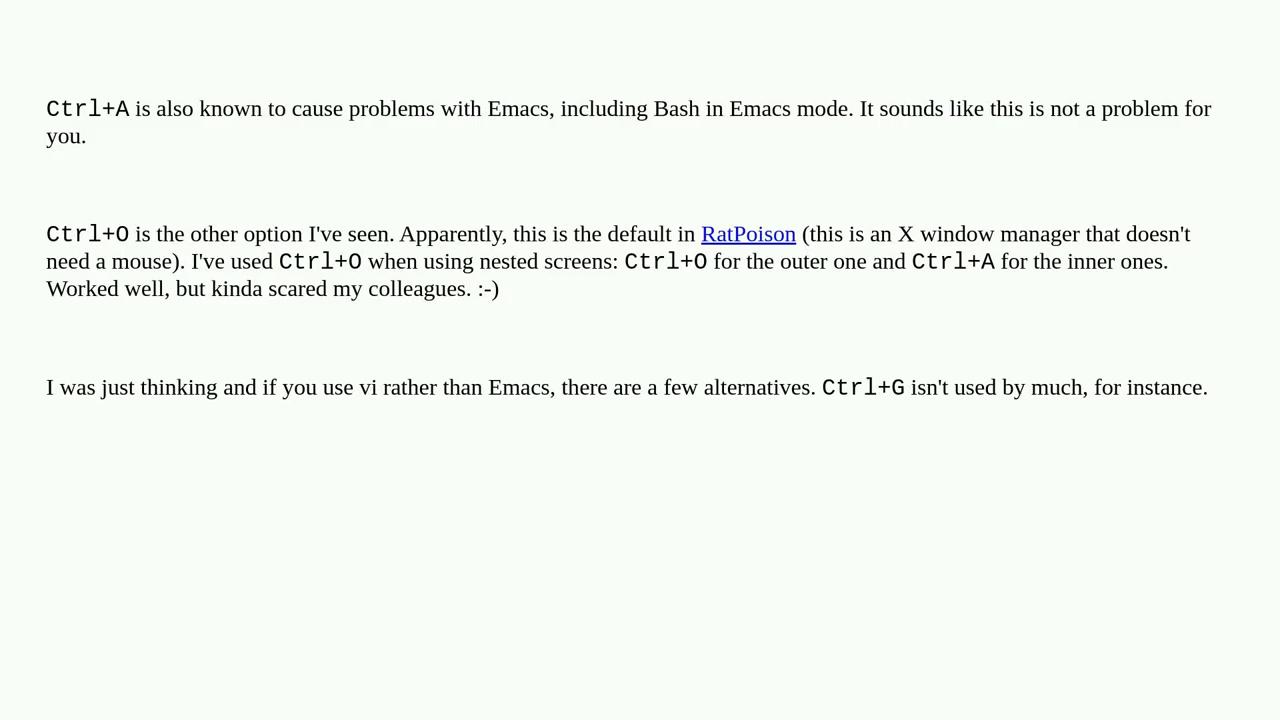 Ctrl+A is also known to cause problems with Emacs, including Bash in Emacs mode. It sounds like this is not a problem for
you.
Ctrl+O is the other option I've seen. Apparently, this is the default in RatPoison (this is an X window manager that doesn't
need a mouse). I've used Ctrl+O when using nested screens: Ctrl+O for the outer one and Ctrl+A for the inner ones.
Worked well, but kinda scared my colleagues. :-)
I was just thinking and if you use vi rather than Emacs, there are a few alternatives. Ctrl+G isn't used by much, for instance.